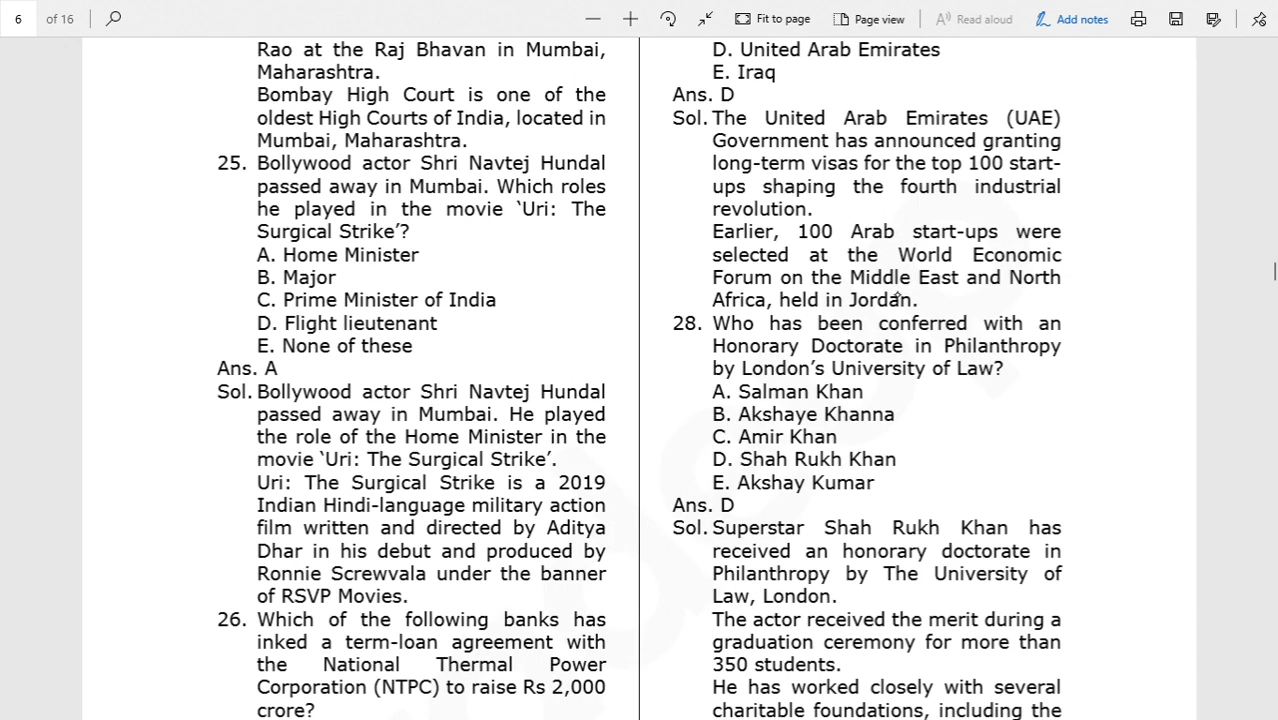 6 of 16
Fit to page
Page view
Read aloud
Add notes
Rao at the Raj Bhavan in Mumbai,
Maharashtra.
Bombay High Court is one of the
oldest High Courts of India, located in
Mumbai, Maharashtra.
25. Bollywood actor Shri Navtej Hundal
passed away in Mumbai. Which roles
he played in the movie ‘Uri: The
Surgical Strike’?
A. Home Minister
B. Major
C. Prime Minister of India
D. Flight lieutenant
E. None of these
Ans. A
Sol. Bollywood actor Shri Navtej Hundal
passed away in Mumbai. He played
the role of the Home Minister in the
movie ‘Uri: The Surgical Strike’.
Uri: The Surgical Strike is a 2019
Indian Hindi-language military action
film written and directed by Aditya
Dhar in his debut and produced by
Ronnie Screwvala under the banner
of RSVP Movies.
26. Which of the following banks has
inked a term-loan agreement with
the National Thermal Power
Corporation (NTPC) to raise Rs 2,000
crore?
D. United Arab Emirates
E. Iraq
Ans. D
Sol. The United Arab Emirates (UAE)
Government has announced granting
long-term visas for the top 100 start-
ups shaping the fourth industrial
revolution.
Earlier, 100 Arab start-ups were
selected at the World Economic
Forum on the Middle East and North
Africa, held in Jordan.
28. Who has been conferred with an
Honorary Doctorate in Philanthropy
by London’s University of Law?
A. Salman Khan
B. Akshaye Khanna
C. Amir Khan
D. Shah Rukh Khan
E. Akshay Kumar
Ans. D
Sol. Superstar Shah Rukh Khan has
received an honorary doctorate in
Philanthropy by The University of
Law, London.
The actor received the merit during a
graduation ceremony for more than
350 students.
He has worked closely with several
charitable foundations, including the